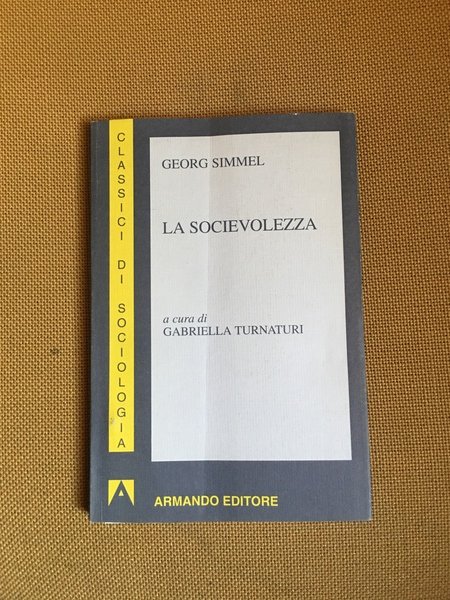 CLASSICI DI SOCIOLOGIA
GEORG SIMMEL
LA SOCIEVOLEZZA
a cura di
GABRIELLA TURNATURI
ARMANDO EDITORE